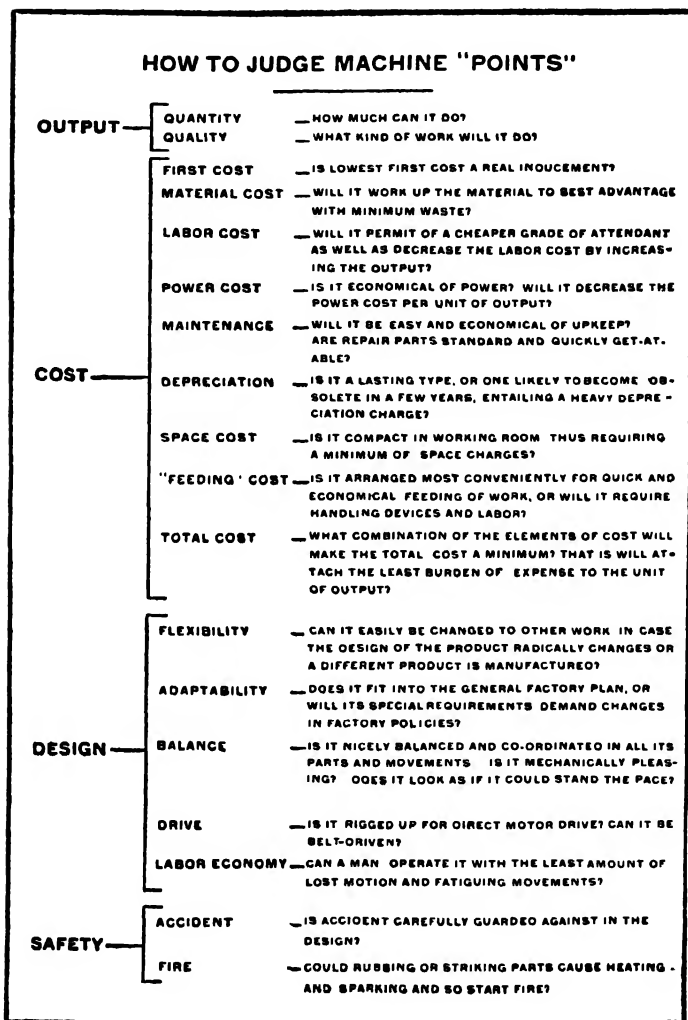 HOW TO JUDGE MACHINE "POINTS"
OUTPUT
QUANTITY — HOW MUCH CAN IT DO?
QUALITY — WHAT KIND OF WORK WILL IT DO?
COST
FIRST COST — IS LOWEST FIRST COST A REAL INOUCEMENT?
MATERIAL COST — WILL IT WORK UP THE MATERIAL TO BEST ADVANTAGE
WITH MINIMUM WASTE?
LABOR COST — WILL IT PERMIT OF A CHEAPER GRADE OF ATTENDANT
AS WELL AS DECREASE THE LABOR COST BY INCREAS-
ING THE OUTPUT?
POWER COST — IS IT ECONOMICAL OF POWER? WILL IT DECREASE THE
POWER COST PER UNIT OF OUTPUT?
MAINTENANCE — WILL IT BE EASY AND ECONOMICAL OF UPKEEP?
ARE REPAIR PARTS STANDARD AND QUICKLY GET-AT-
ABLE?
DEPRECIATION — IS IT A LASTING TYPE, OR ONE LIKELY TO BECOME OB-
SOLETE IN A FEW YEARS, ENTAILING A HEAVY DEPRE-
CIATION CHARGE?
SPACE COST — IS IT COMPACT IN WORKING ROOM THUS REQUIRING
A MINIMUM OF SPACE CHARGES?
"FEEDING' COST — IS IT ARRANGED MOST CONVENIENTLY FOR QUICK AND
ECONOMICAL FEEDING OF WORK, OR WILL IT REQUIRE
HANDLING DEVICES AND LABOR?
TOTAL COST — WHAT COMBINATION OF THE ELEMENTS OF COST WILL
MAKE THE TOTAL COST A MINIMUM? THAT IS WILL AT-
TACH THE LEAST BURDEN OF EXPENSE TO THE UNIT
OF OUTPUT?
DESIGN
FLEXIBILITY — CAN IT EASILY BE CHANGED TO OTHER WORK IN CASE
THE DESIGN OF THE PRODUCT RADICALLY CHANGES OR
A DIFFERENT PRODUCT IS MANUFACTUREO?
ADAPTABILITY — DOES IT FIT INTO THE GENERAL FACTORY PLAN, OR
WILL ITS SPECIAL REQUIREMENTS DEMAND CHANGES
IN FACTORY POLICIES?
BALANCE — IS IT NICELY BALANCED AND CO-ORDINATED IN ALL ITS
PARTS AND MOVEMENTS IS IT MECHANICALLY PLEAS-
ING? OOES IT LOOK AS IF IT COULD STAND THE PACE?
DRIVE — IS IT RIGGED UP FOR OIRECT MOTOR DRIVE? CAN IT BE
BELT-DRIVEN?
LABOR ECONOMY — CAN A MAN OPERATE IT WITH THE LEAST AMOUNT OF
LOST MOTION AND FATIGUING MOVEMENTS?
SAFETY
ACCIDENT — IS ACCIDENT CAREFULLY GUARDED AGAINST IN THE
DESIGN?
FIRE — COULD RUBBING OR STRIKING PARTS CAUSE HEATING
AND SPARKING AND SO START FIRE?